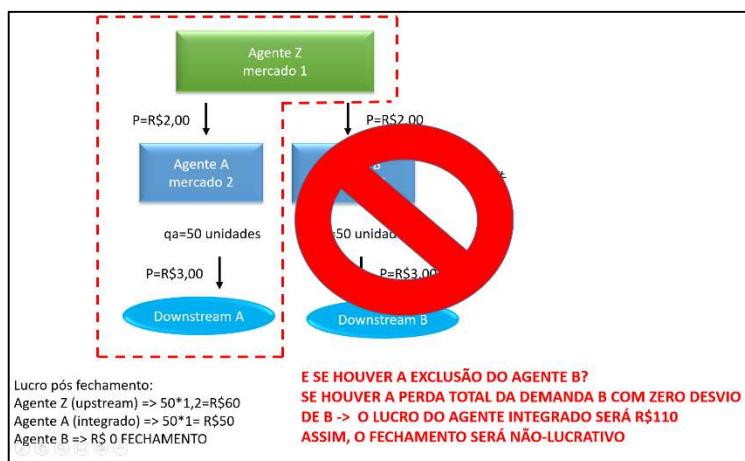 Agente Z
mercado 1
P=R$2,00
P=R$2,00
Agente A
mercado 2
B
qa=50 unidades
=50 unidad
P=R$3,00
P=R$3,00
Downstream A
Downstream B
Lucro pós fechamento:
Agente Z (upstream) => 50*1,2=R$60
Agente A (integrado) => 50*1= R$50
Agente B => R$ 0 FECHAMENTO
E SE HOUVER A EXCLUSÃO DO AGENTE B?
SE HOUVER A PERDA TOTAL DA DEMANDA B COM ZERO DESVIO
DE B -> O LUCRO DO AGENTE INTEGRADO SERÁ R$110
ASSIM, O FECHAMENTO SERÁ NÃO-LUCRATIVO